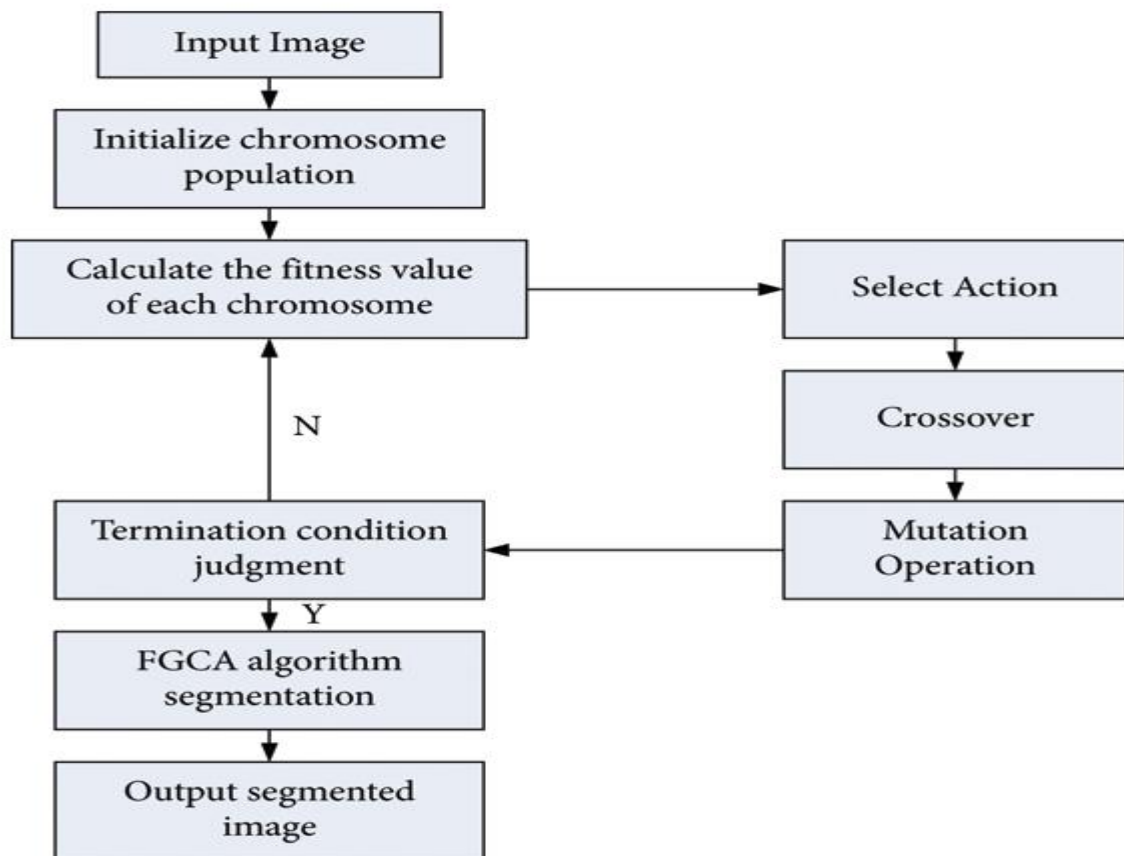 Input Image
Initialize chromosome
population
Calculate the fitness value
of each chromosome
Select Action
Crossover
N
Termination condition
judgment
Mutation
Operation
Y
FGCA algorithm
segmentation
Output segmented
image